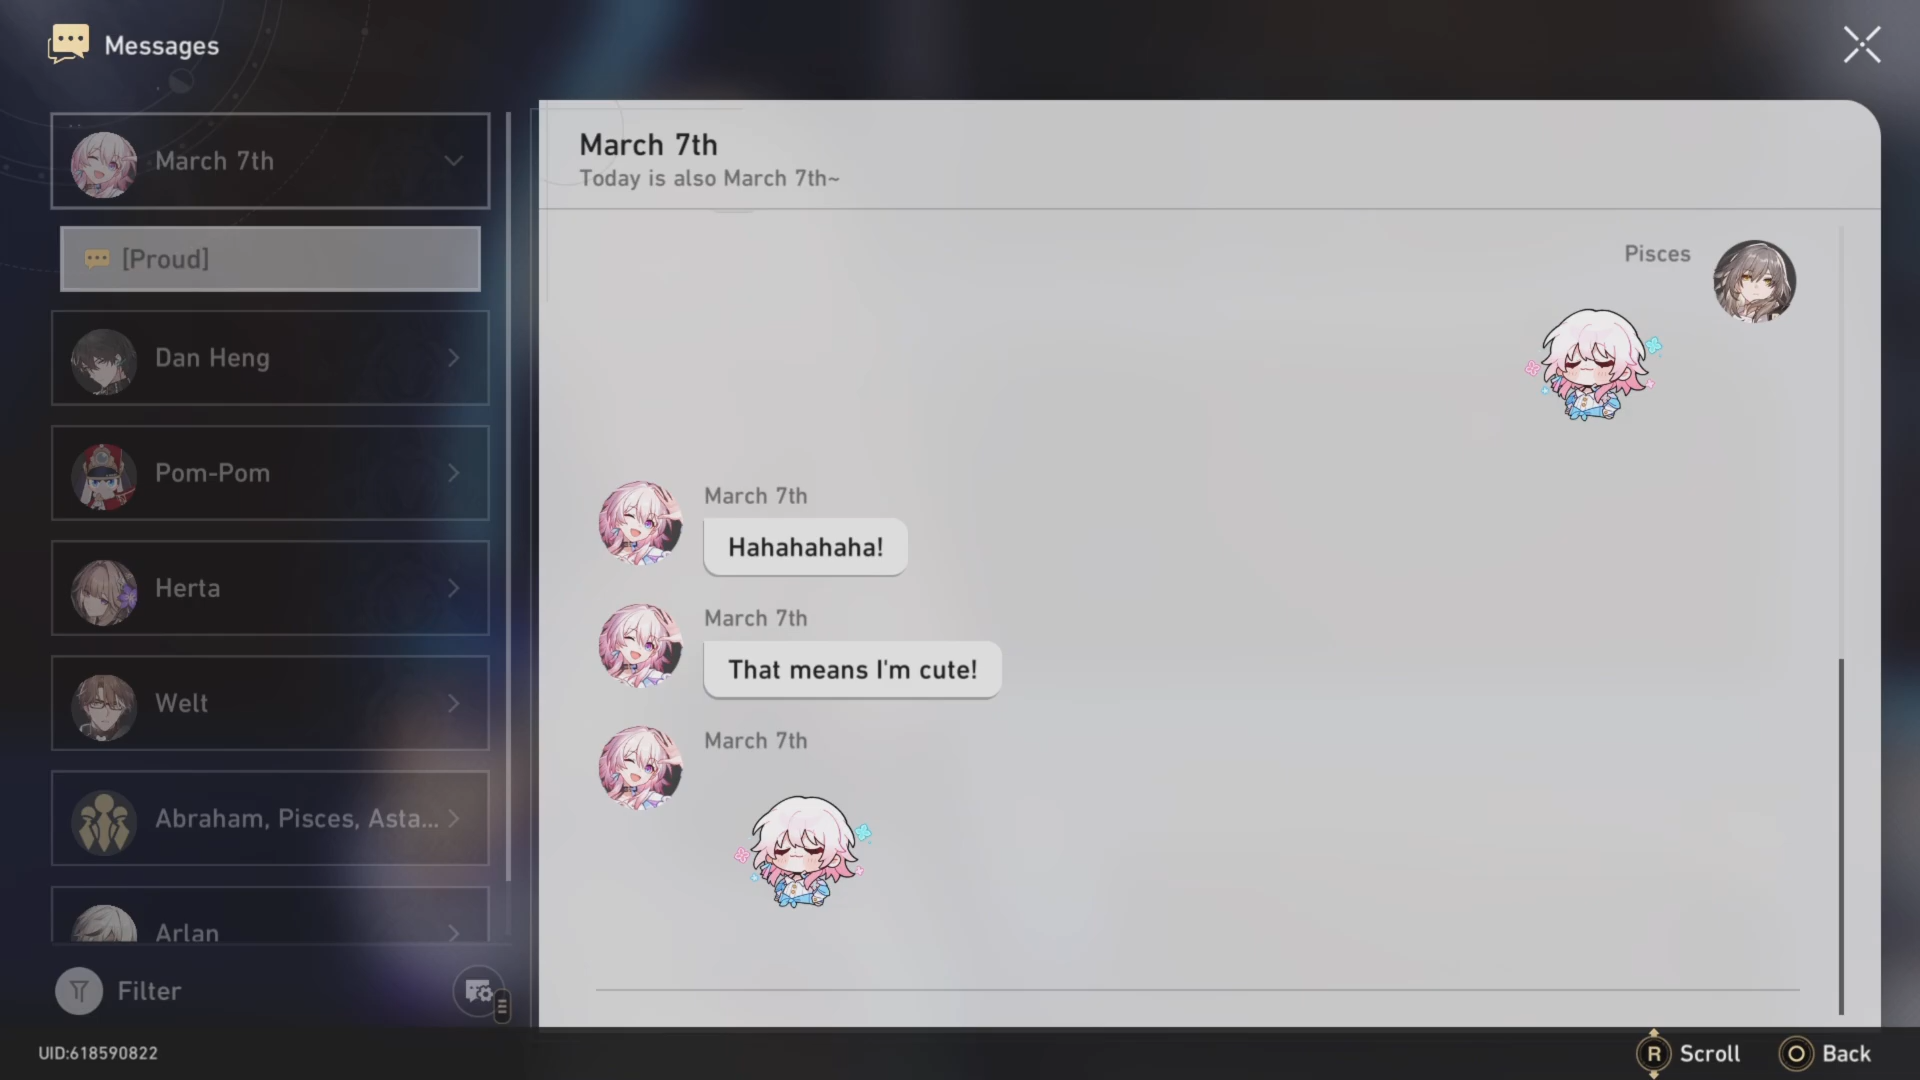 Messages
March 7th
[Proud]
Dan Heng
Pom-Pom
Herta
Welt
Abraham, Pisces, Asta...
Arlan
Filter
March 7th
Today is also March 7th~
Pisces
March 7th
Hahahahaha!
March 7th
That means I'm cute!
March 7th
UID:618590822
R Scroll
Back